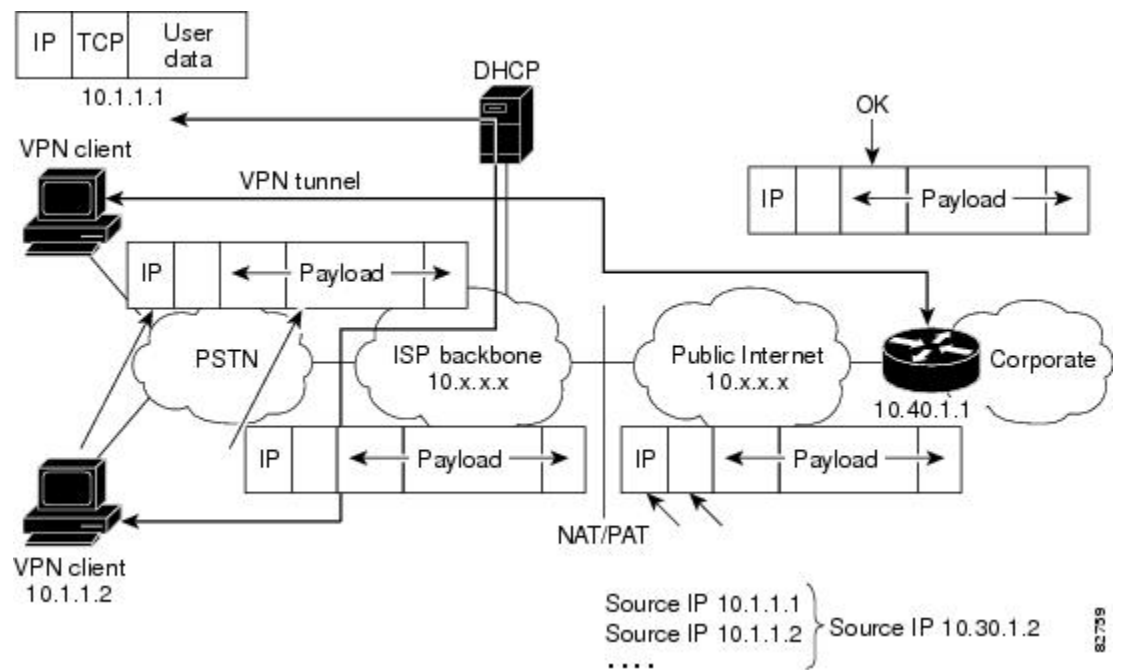 IP TCP User data
10.1.1.1
DHCP
OK
VPN client
VPN tunnel
IP Payload
IP Payload
PSTN
ISP backbone
10.x.x.x
Public Internet
10.x.x.x
Corporate
10.40.1.1
IP Payload
IP Payload
NAT/PAT
VPN client
10.1.1.2
Source IP 10.1.1.1
Source IP 10.1.1.2
....
Source IP 10.30.1.2
82759